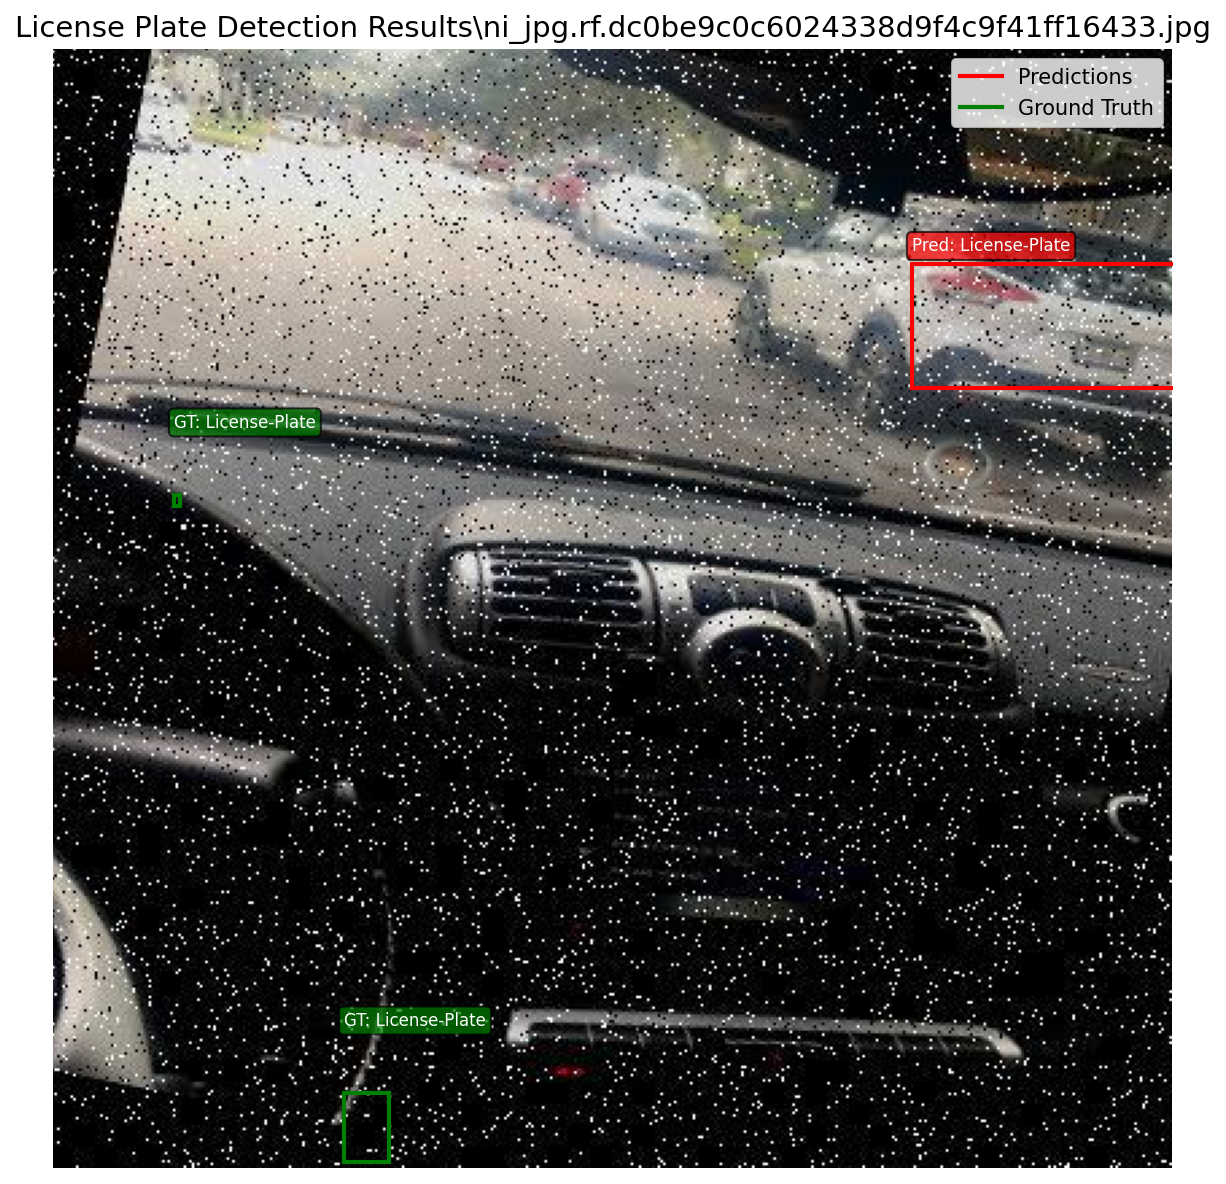 License Plate Detection Results\ni_jpg.rf.dc0be9c0c6024338d9f4c9f41ff16433.jpg
Predictions
Ground Truth
Pred: License-Plate
GT: License-Plate
GT: License-Plate